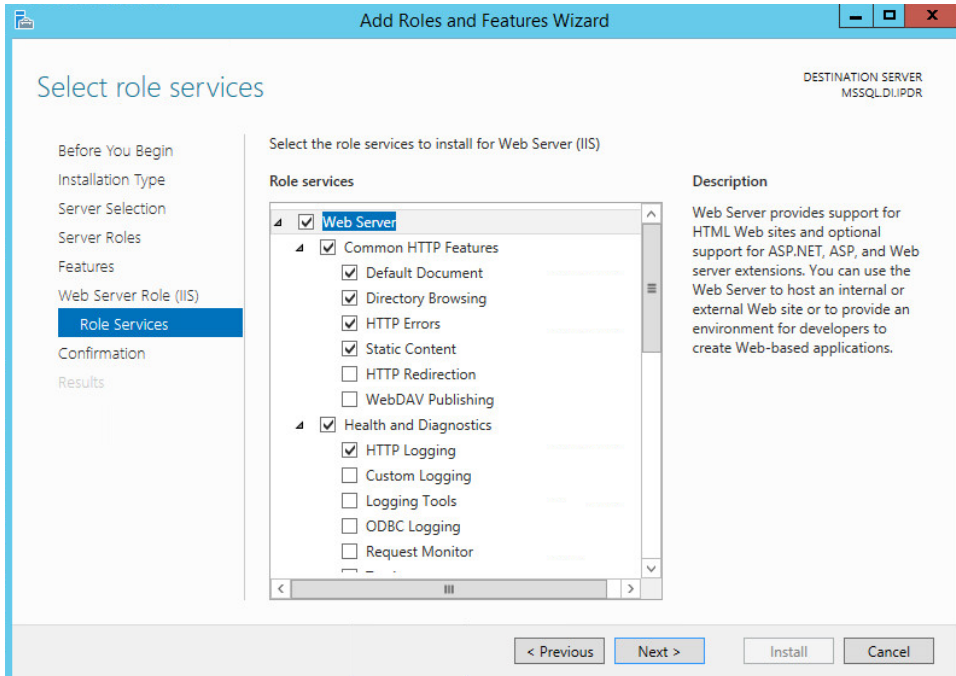 Add Roles and Features Wizard
Select role services
DESTINATION SERVER
MSSQL.DI.IPDR
Before You Begin
Installation Type
Server Selection
Server Roles
Features
Web Server Role (IIS)
Role Services
Confirmation
Results
Select the role services to install for Web Server (IIS)
Role services
Web Server
Common HTTP Features
Default Document
Directory Browsing
HTTP Errors
Static Content
HTTP Redirection
WebDAV Publishing
Health and Diagnostics
HTTP Logging
Custom Logging
Logging Tools
ODBC Logging
Request Monitor
Description
Web Server provides support for
HTML Web sites and optional
support for ASP.NET, ASP, and Web
server extensions. You can use the
Web Server to host an internal or
external Web site or to provide an
environment for developers to
create Web-based applications.
< Previous
Next >
Install
Cancel